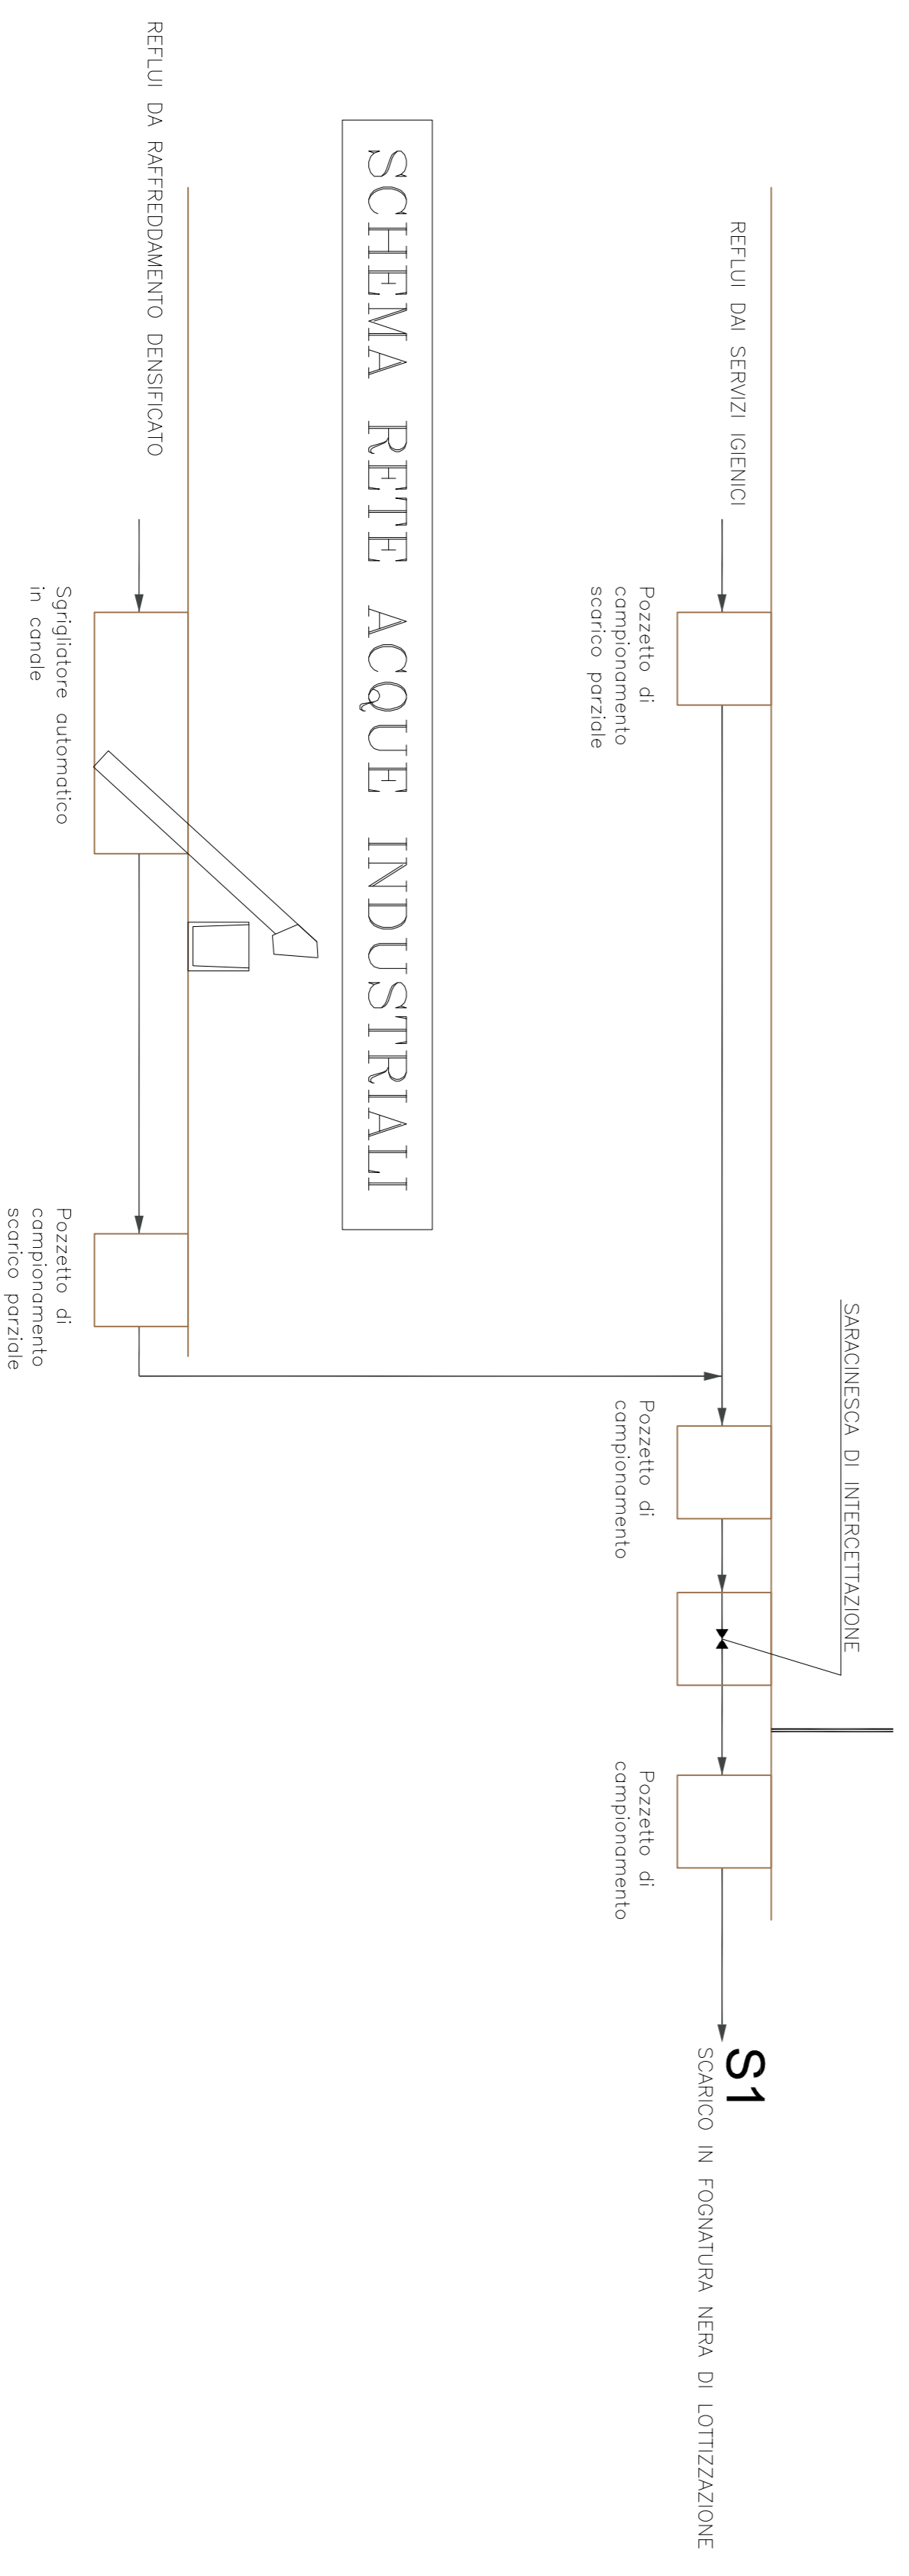 SARACINESCA DI INTERCETTAZIONE
REFLUI DAI SERVIZI IGIENICI
S1
SCARICO IN FOGNATURA NERA DI LOTTIZZAZIONE
Pozzetto di
campionamento
scarico parziale
Pozzetto di
campionamento
Pozzetto di
campionamento
SCHEMA RETE ACQUE INDUSTRIALI
REFLUI DA RAFFREDDAMENTO DENSIFICATO
Sgrigliatore automatico
in canale
Pozzetto di
campionamento
scarico parziale